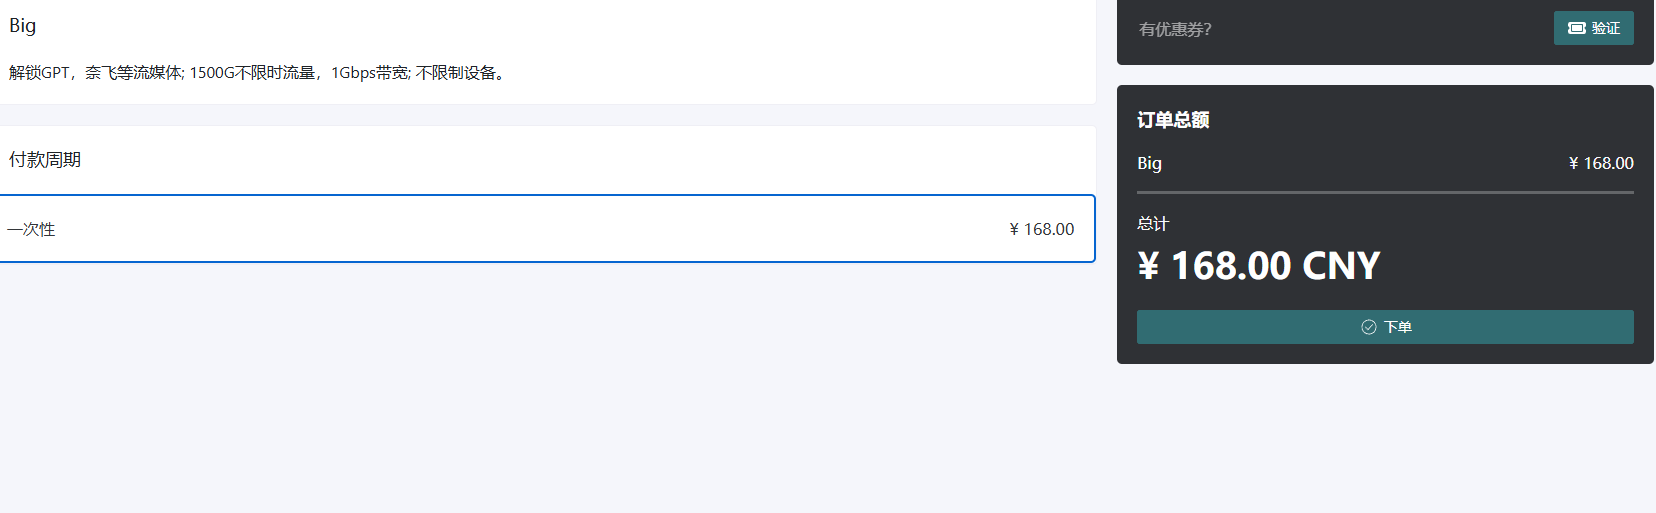 Big
解锁GPT，奈飞等流媒体; 1500G不限时流量，1Gbps带宽; 不限制设备。
付款周期
一次性 ¥ 168.00
有优惠券?
验证
订单总额
Big ¥ 168.00
总计
¥ 168.00 CNY
下单